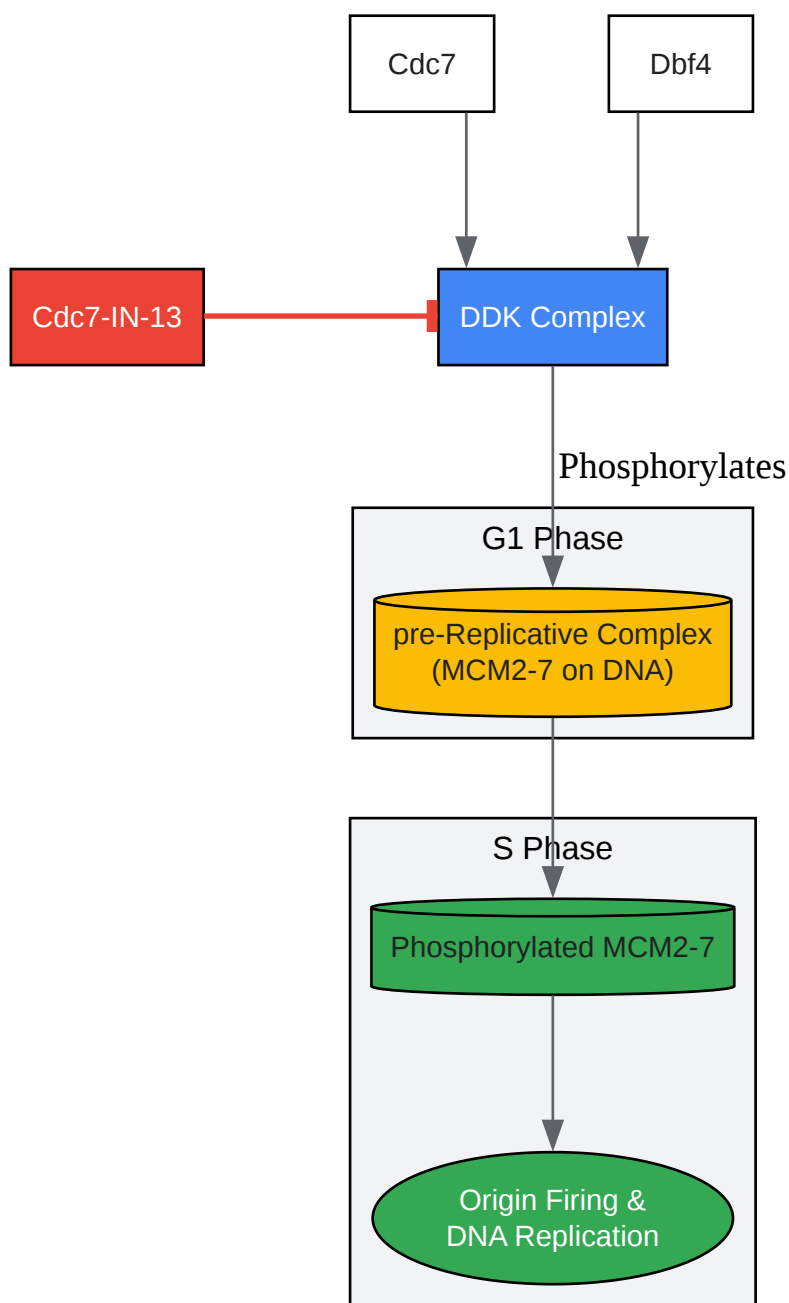 Cdc7
Dbf4
Cdc7-IN-13
DDK Complex
Phosphorylates
G1 Phase
pre-Replicative Complex
(MCM2-7 on DNA)
S Phase
Phosphorylated MCM2-7
Origin Firing &
DNA Replication